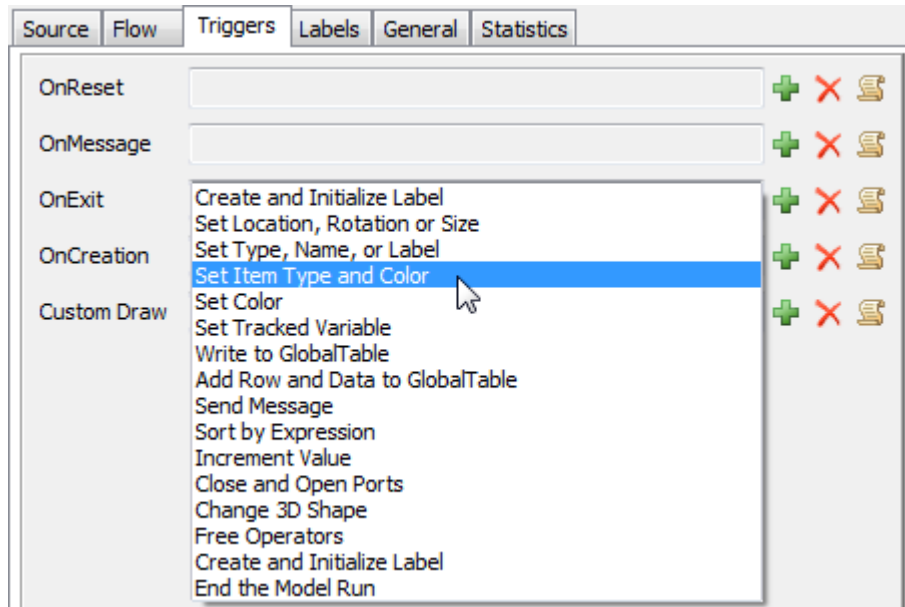 Source Flow Triggers Labels General Statistics
OnReset
OnMessage
OnExit
OnCreation
Custom Draw
Create and Initialize Label
Set Location, Rotation or Size
Set Type, Name, or Label
Set Item Type and Color
Set Color
Set Tracked Variable
Write to GlobalTable
Add Row and Data to GlobalTable
Send Message
Sort by Expression
Increment Value
Close and Open Ports
Change 3D Shape
Free Operators
Create and Initialize Label
End the Model Run